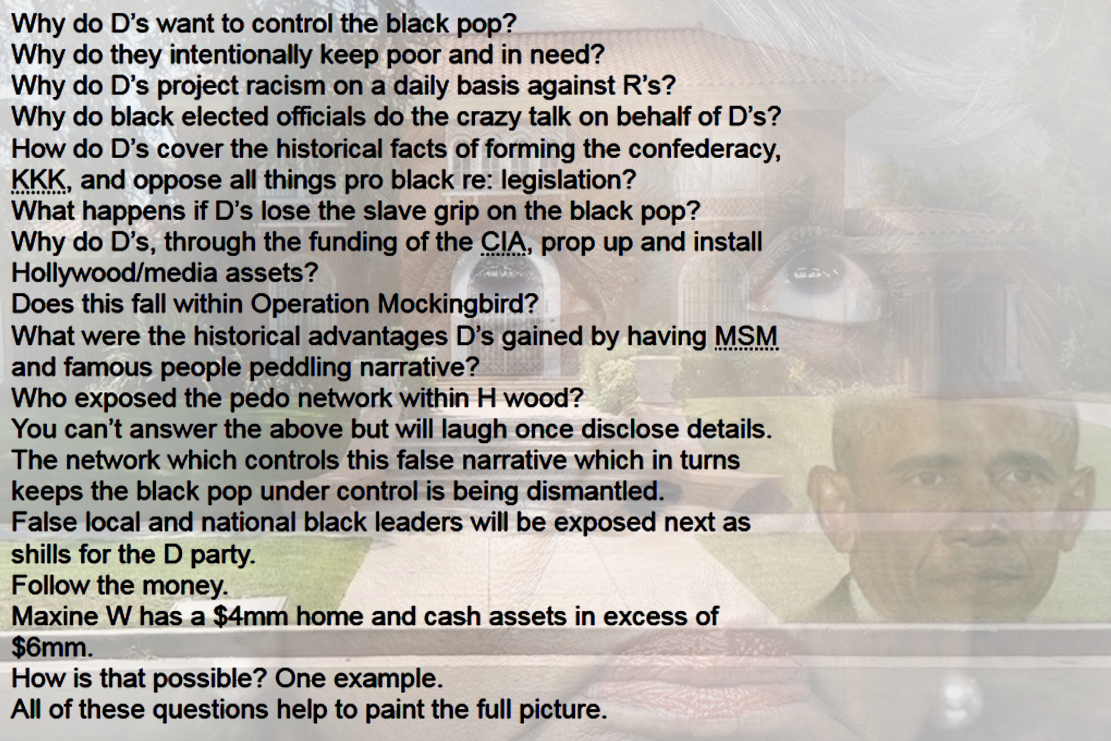 Why do D’s want to control the black pop?
Why do they intentionally keep poor and in need?
Why do D’s project racism on a daily basis against R’s?
Why do black elected officials do the crazy talk on behalf of D’s?
How do D’s cover the historical facts of forming the confederacy,
KKK, and oppose all things pro black re: legislation?
What happens if D’s lose the slave grip on the black pop?
Why do D’s, through the funding of the CIA, prop up and install
Hollywood/media assets?
Does this fall within Operation Mockingbird?
What were the historical advantages D’s gained by having MSM
and famous people peddling narrative?
Who exposed the pedo network within H wood?
You can’t answer the above but will laugh once disclose details.
The network which controls this false narrative which in turns
keeps the black pop under control is being dismantled.
False local and national black leaders will be exposed next as
shills for the D party.
Follow the money.
Maxine W has a $4mm home and cash assets in excess of
$6mm.
How is that possible? One example.
All of these questions help to paint the full picture.